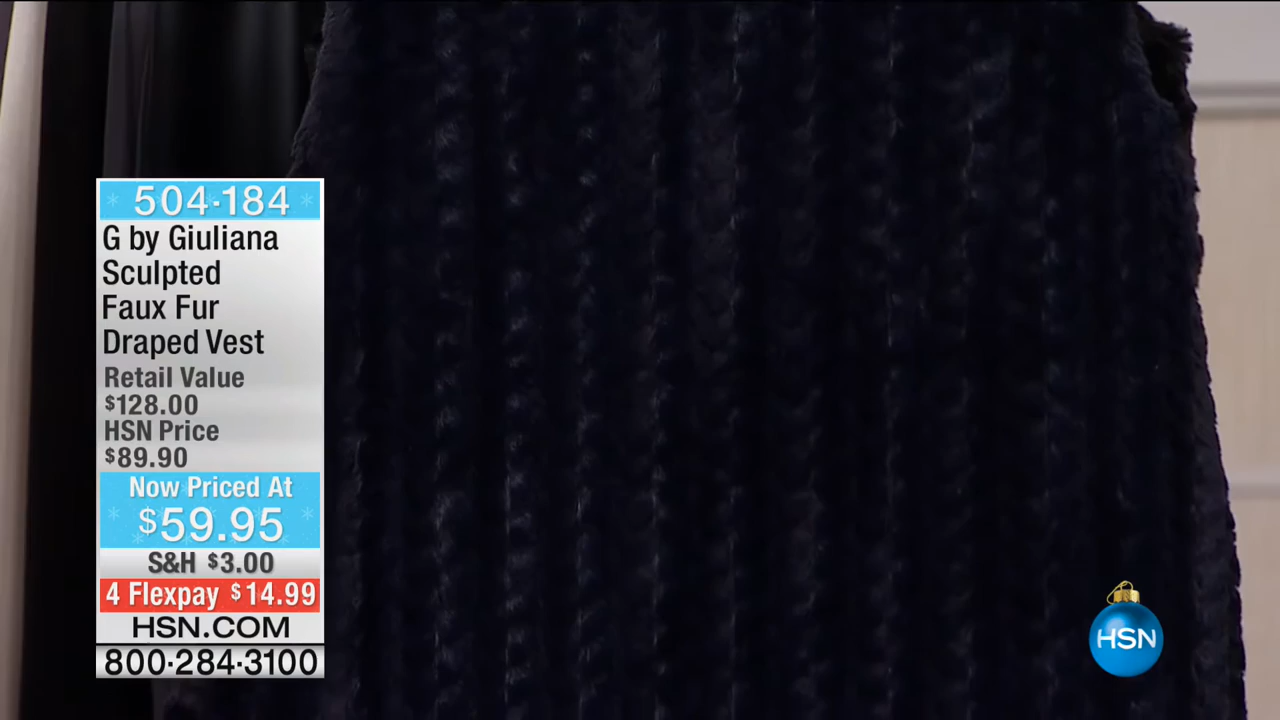 504·184
G by Giuliana
Sculpted
Faux Fur
Draped Vest
Retail Value
$128.00
HSN Price
$89.90
Now Priced At
$59.95
S&H $3.00
4 Flexpay $14.99
HSN.COM
800·284·3100
HSN